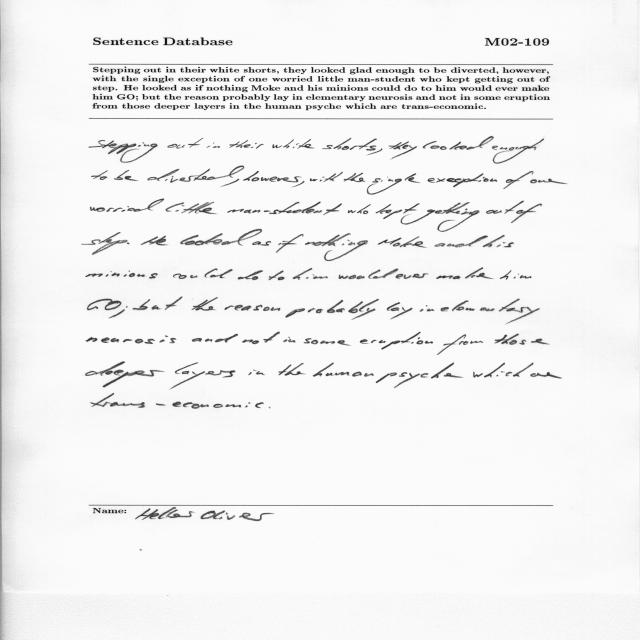 Sentence Database M02-109
Stepping out in their white shorts, they looked glad enough to be diverted, however,
with the single exception of one worried little man-student who kept getting out of
step. He looked as if nothing Moke and his minions could do to him would ever make
him GO; but the reason probably lay in elementary neurosis and not in some eruption
from those deeper layers in the human psyche which are trans-economic.
Stepping out in their white shorts, they looked enough
to be diverted, however, with the single exception of one
worried little man-student who kept getting out of
step. He looked as if nothing Moke and his
minions could do to him would ever make him
GO; but the reason probably lay in elementary
neurosis and not in some eruption from those
deeper layers in the human psyche which are
trans-economic.
Name: Oliver